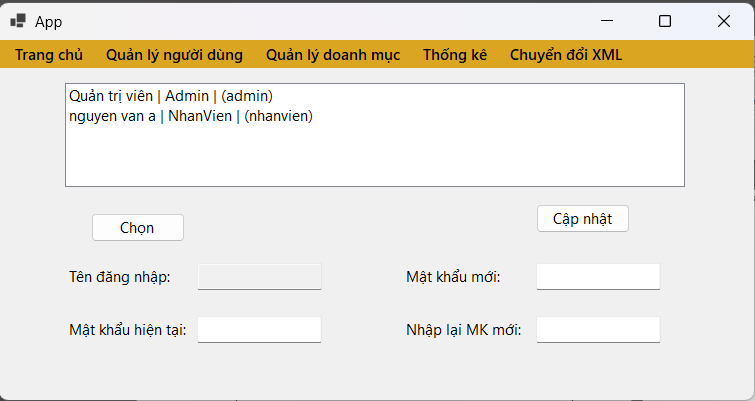 App
Trang chủ Quản lý người dùng Quản lý doanh mục Thống kê Chuyển đổi XML
Quản trị viên | Admin | (admin)
nguyen van a | NhanVien | (nhanvien)
Chọn Cập nhật
Tên đăng nhập: Mật khẩu mới:
Mật khẩu hiện tại: Nhập lại MK mới: